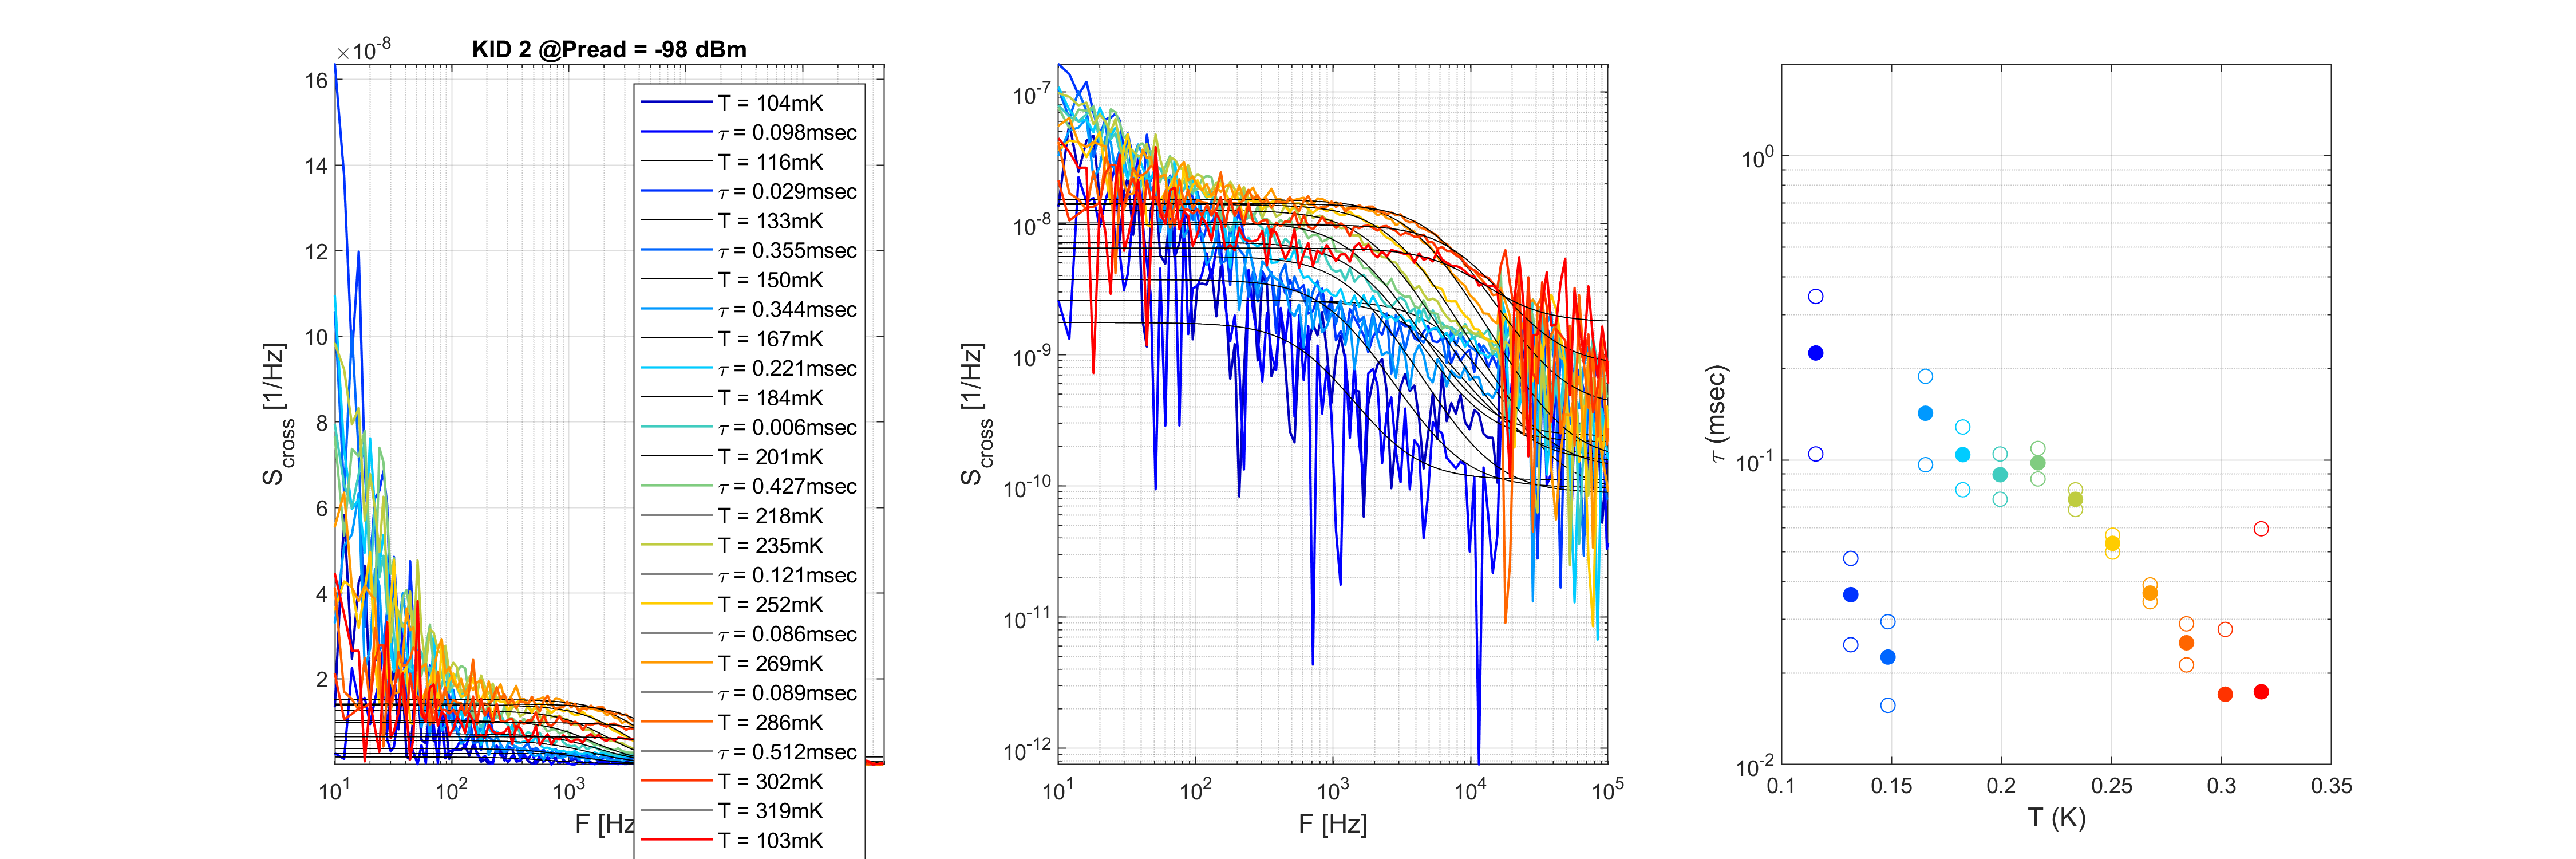 ×10^-8
KID 2 @Pread = -98 dBm
16
14
12
10
8
6
4
2
S_cross [1/Hz]
10^1
10^2
10^3
F [Hz
T = 104mK
τ = 0.098msec
T = 116mK
τ = 0.029msec
T = 133mK
τ = 0.355msec
T = 150mK
τ = 0.344msec
T = 167mK
τ = 0.221msec
T = 184mK
τ = 0.006msec
T = 201mK
τ = 0.427msec
T = 218mK
T = 235mK
τ = 0.121msec
T = 252mK
τ = 0.086msec
T = 269mK
τ = 0.089msec
T = 286mK
τ = 0.512msec
T = 302mK
T = 319mK
T = 103mK
10^-7
10^-8
10^-9
10^-10
10^-11
10^-12
S_cross [1/Hz]
10^1
10^2
10^3
10^4
10^5
F [Hz]
10^0
10^-1
10^-2
τ (msec)
0.1
0.15
0.2
0.25
0.3
0.35
T (K)